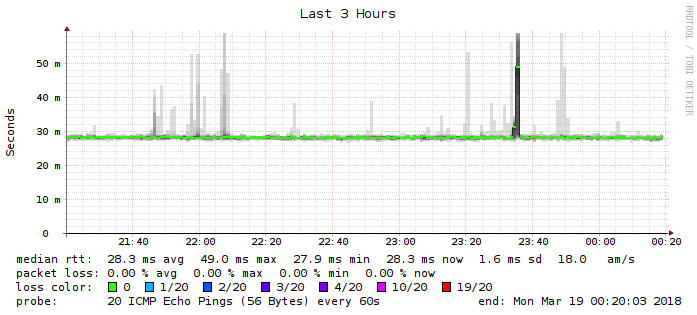 Last 3 Hours
RRDTOOL / TOBI OETIKER
Seconds
50 m
40 m
30 m
20 m
10 m
0
21:40 22:00 22:20 22:40 23:00 23:20 23:40 00:00 00:20
median rtt: 28.3 ms avg 49.0 ms max 27.9 ms min 28.3 ms now 1.6 ms sd 18.0 am/s
packet loss: 0.00 % avg 0.00 % max 0.00 % min 0.00 % now
loss color: 0 1/20 2/20 3/20 4/20 10/20 19/20
probe: 20 ICMP Echo Pings (56 Bytes) every 60s end: Mon Mar 19 00:20:03 2018